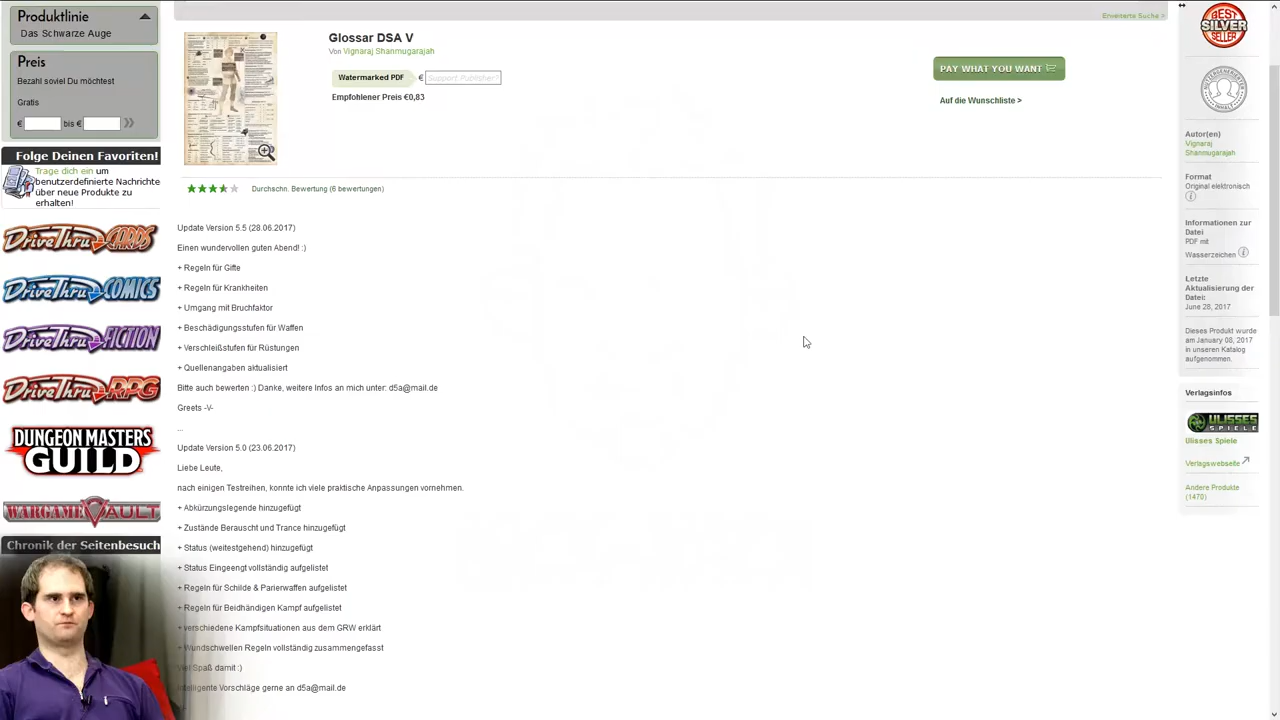 Produktlinie
Das Schwarze Auge
Preis
Bezahl soviel Du möchtest
Gratis
€ bis €
Folge Deinen Favoriten!
Trage dich ein um
benutzerdefinierte Nachrichte
über neue Produkte zu
erhalten!
DriveThru CARDS
DriveThru COMICS
DriveThru FICTION
DriveThru RPG
DUNGEON MASTERS
GUILD
WARGAME VAULT
Chronik der Seitenbesuch
Erweiterte Suche >
Glossar DSA V
Von Vignaraj Shanmugarajah
Watermarked PDF € Support Publisher?
Empfohlener Preis €0,83
PAY WHAT YOU WANT
Auf die Wunschliste >
Durchschn. Bewertung (6 bewertungen)
Update Version 5.5 (28.06.2017)
Einen wundervollen guten Abend! :)
+ Regeln für Gifte
+ Regeln für Krankheiten
+ Umgang mit Bruchfaktor
+ Beschädigungsstufen für Waffen
+ Verschleißstufen für Rüstungen
+ Quellenangaben aktualisiert
Bitte auch bewerten :) Danke, weitere Infos an mich unter: d5a@mail.de
Greets -V-
...
Update Version 5.0 (23.06.2017)
Liebe Leute,
nach einigen Testreihen, konnte ich viele praktische Anpassungen vornehmen.
+ Abkürzungslegende hinzugefügt
+ Zustände Berauscht und Trance hinzugefügt
+ Status (weitestgehend) hinzugefügt
+ Status Eingeengt vollständig aufgelistet
+ Regeln für Schilde & Parierwaffen aufgelistet
+ Regeln für Beidhändigen Kampf aufgelistet
+ verschiedene Kampfsituationen aus dem GRW erklärt
+ Wundschwellen Regeln vollständig zusammengefasst
Viel Spaß damit :)
Intelligente Vorschläge gerne an d5a@mail.de
BEST
SILVER
SELLER
Autor(en)
Vignaraj
Shanmugarajah
Format
Original elektronisch
Informationen zur
Datei
PDF mit
Wasserzeichen
Letzte
Aktualisierung der
Datei:
June 28, 2017
Dieses Produkt wurde
am January 08, 2017
in unseren Katalog
aufgenommen.
Verlagsinfos
ULISSES
SPIELE
Ulisses Spiele
Verlagswebseite
Andere Produkte
(1470)